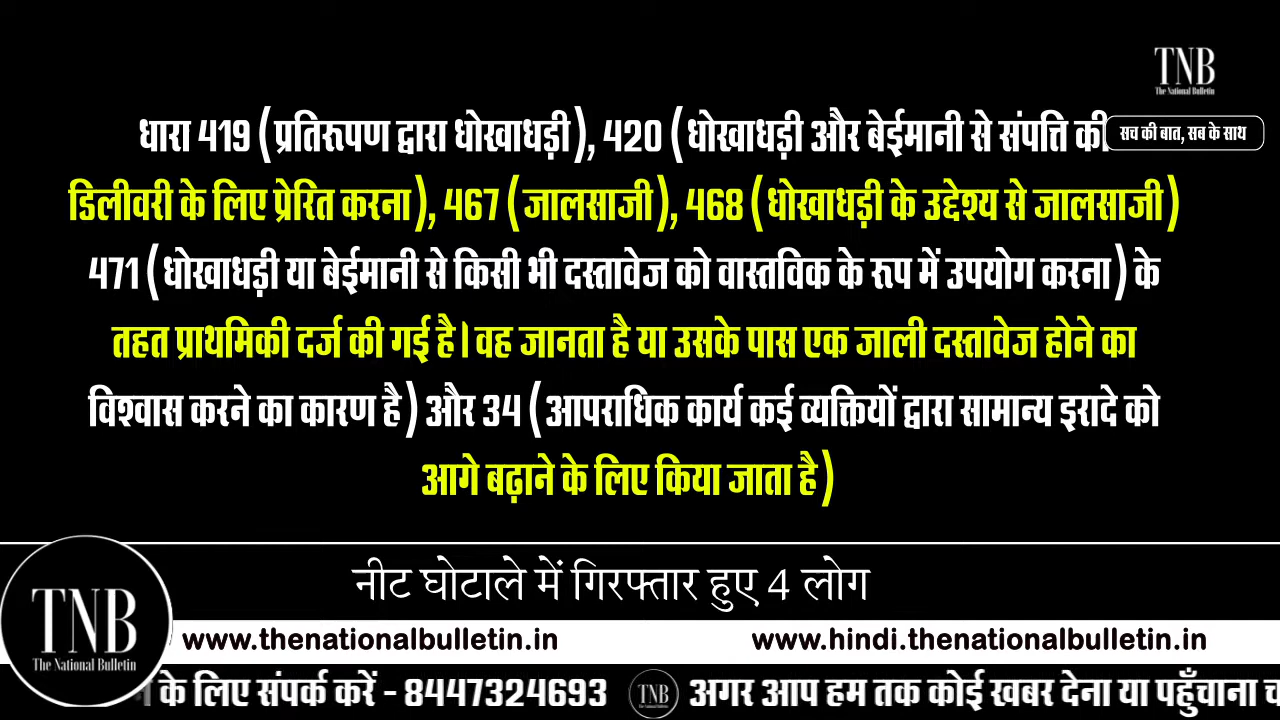 TNB
The National Bulletin
सच की बात, सब के साथ
धारा 419 (प्रतिरूपण द्वारा धोखाधड़ी), 420 (धोखाधड़ी और बेईमानी से संपत्ति की
डिलीवरी के लिए प्रेरित करना), 467 (जालसाजी), 468 (धोखाधड़ी के उद्देश्य से जालसाजी)
471 (धोखाधड़ी या बेईमानी से किसी भी दस्तावेज को वास्तविक के रूप में उपयोग करना) के
तहत प्राथमिकी दर्ज की गई है। वह जानता है या उसके पास एक जाली दस्तावेज होने का
विश्वास करने का कारण है) और 34 (आपराधिक कार्य कई व्यक्तियों द्वारा सामान्य इरादे को
आगे बढ़ाने के लिए किया जाता है)
नीट घोटाले में गिरफ्तार हुए 4 लोग
TNB
The National Bulletin
www.thenationalbulletin.in www.hindi.thenationalbulletin.in
के लिए संपर्क करें - 8447324693 TNB The National Bulletin अगर आप हम तक कोई खबर देना या पहुँचाना